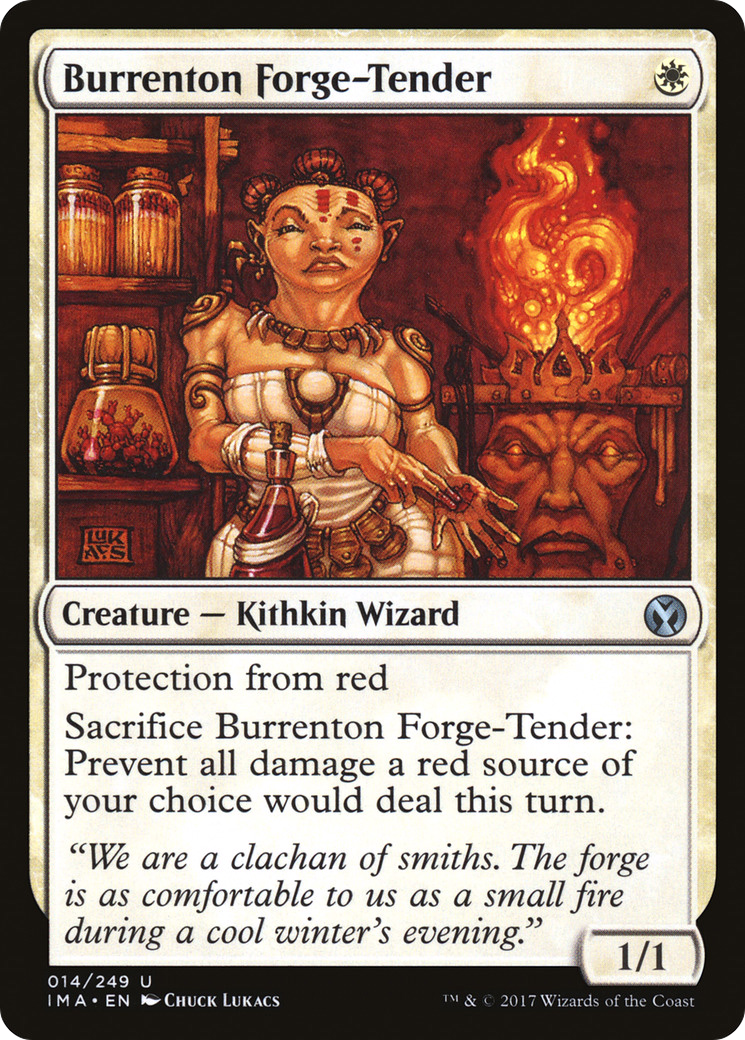 Burrenton Forge-Tender
LUK
AFS
Creature — Kithkin Wizard
Protection from red
Sacrifice Burrenton Forge-Tender:
Prevent all damage a red source of
your choice would deal this turn.
“We are a clachan of smiths. The forge
is as comfortable to us as a small fire
during a cool winter’s evening.”
1/1
014/249 U
IMA • EN Chuck Lukacs
™ & © 2017 Wizards of the Coast